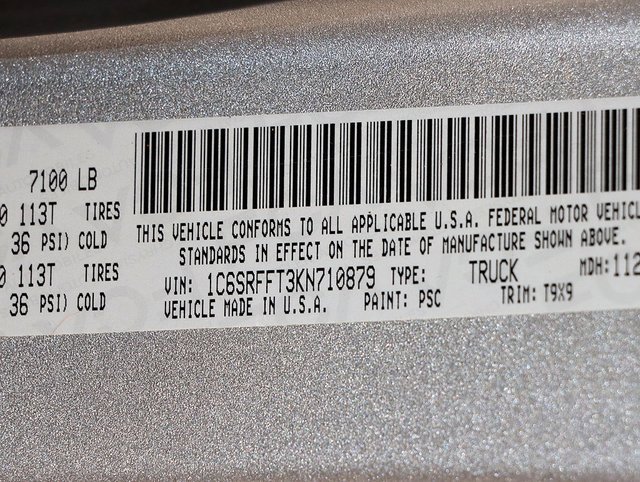 7100 LB
0 113T TIRES
36 PSI) COLD
0 113T TIRES
36 PSI) COLD
THIS VEHICLE CONFORMS TO ALL APPLICABLE U.S.A. FEDERAL MOTOR VEHICL
STANDARDS IN EFFECT ON THE DATE OF MANUFACTURE SHOWN ABOVE.
VIN: 1C6SRFFT3KN710879 TYPE: TRUCK MDH: 112
VEHICLE MADE IN U.S.A. PAINT: PSC TRIM: T9X9